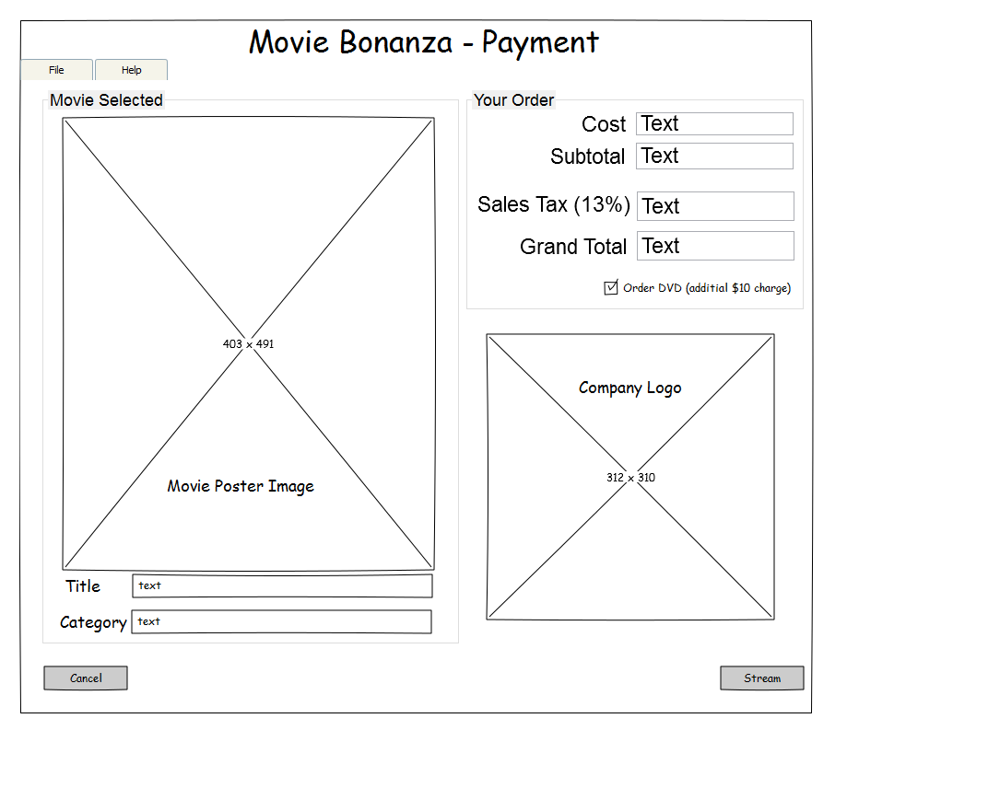 Movie Bonanza - Payment
File Help
Movie Selected
403 x 491
Movie Poster Image
Title text
Category text
Your Order
Cost Text
Subtotal Text
Sales Tax (13%) Text
Grand Total Text
Order DVD (additial $10 charge)
Company Logo
312 x 310
Cancel
Stream